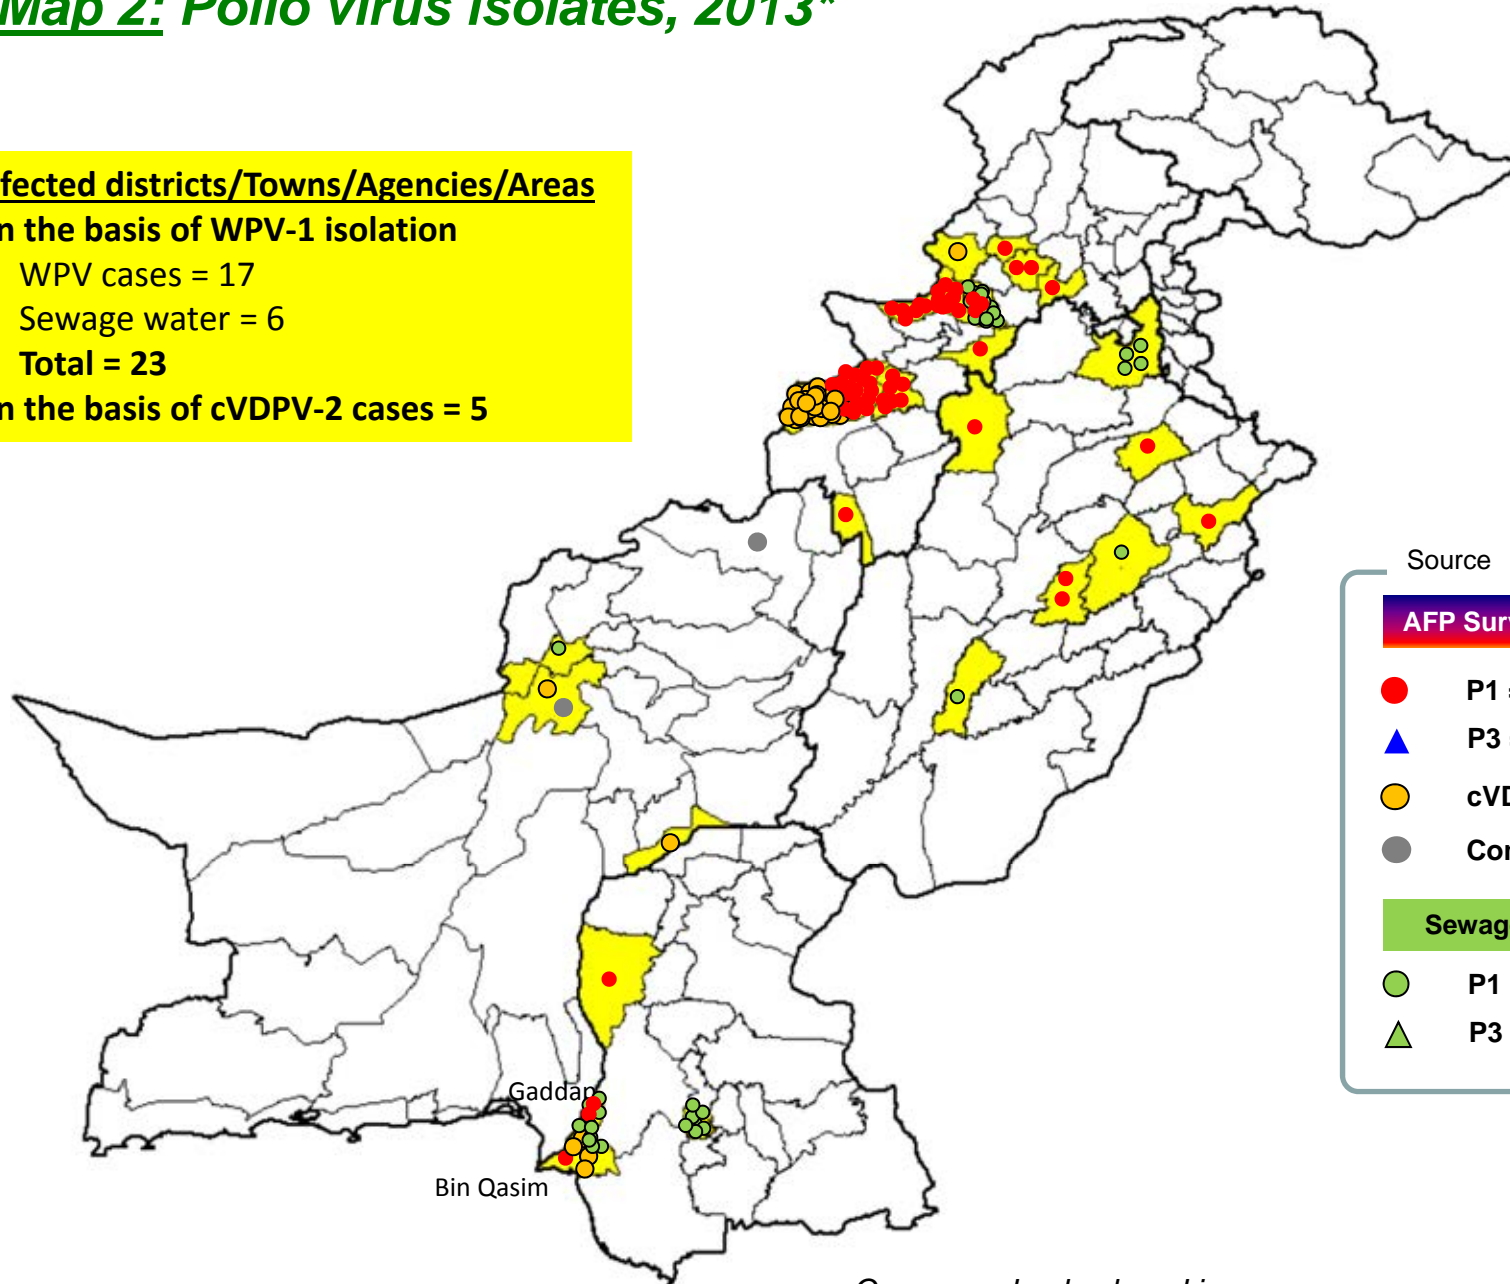 Map 2: Polio virus isolates, 2013*
fected districts/Towns/Agencies/Areas
n the basis of WPV-1 isolation
WPV cases = 17
Sewage water = 6
Total = 23
n the basis of cVDPV-2 cases = 5
Gaddap
Bin Qasim
Source
AFP Sur
P1
P3
cVD
Sewag
P1
P3